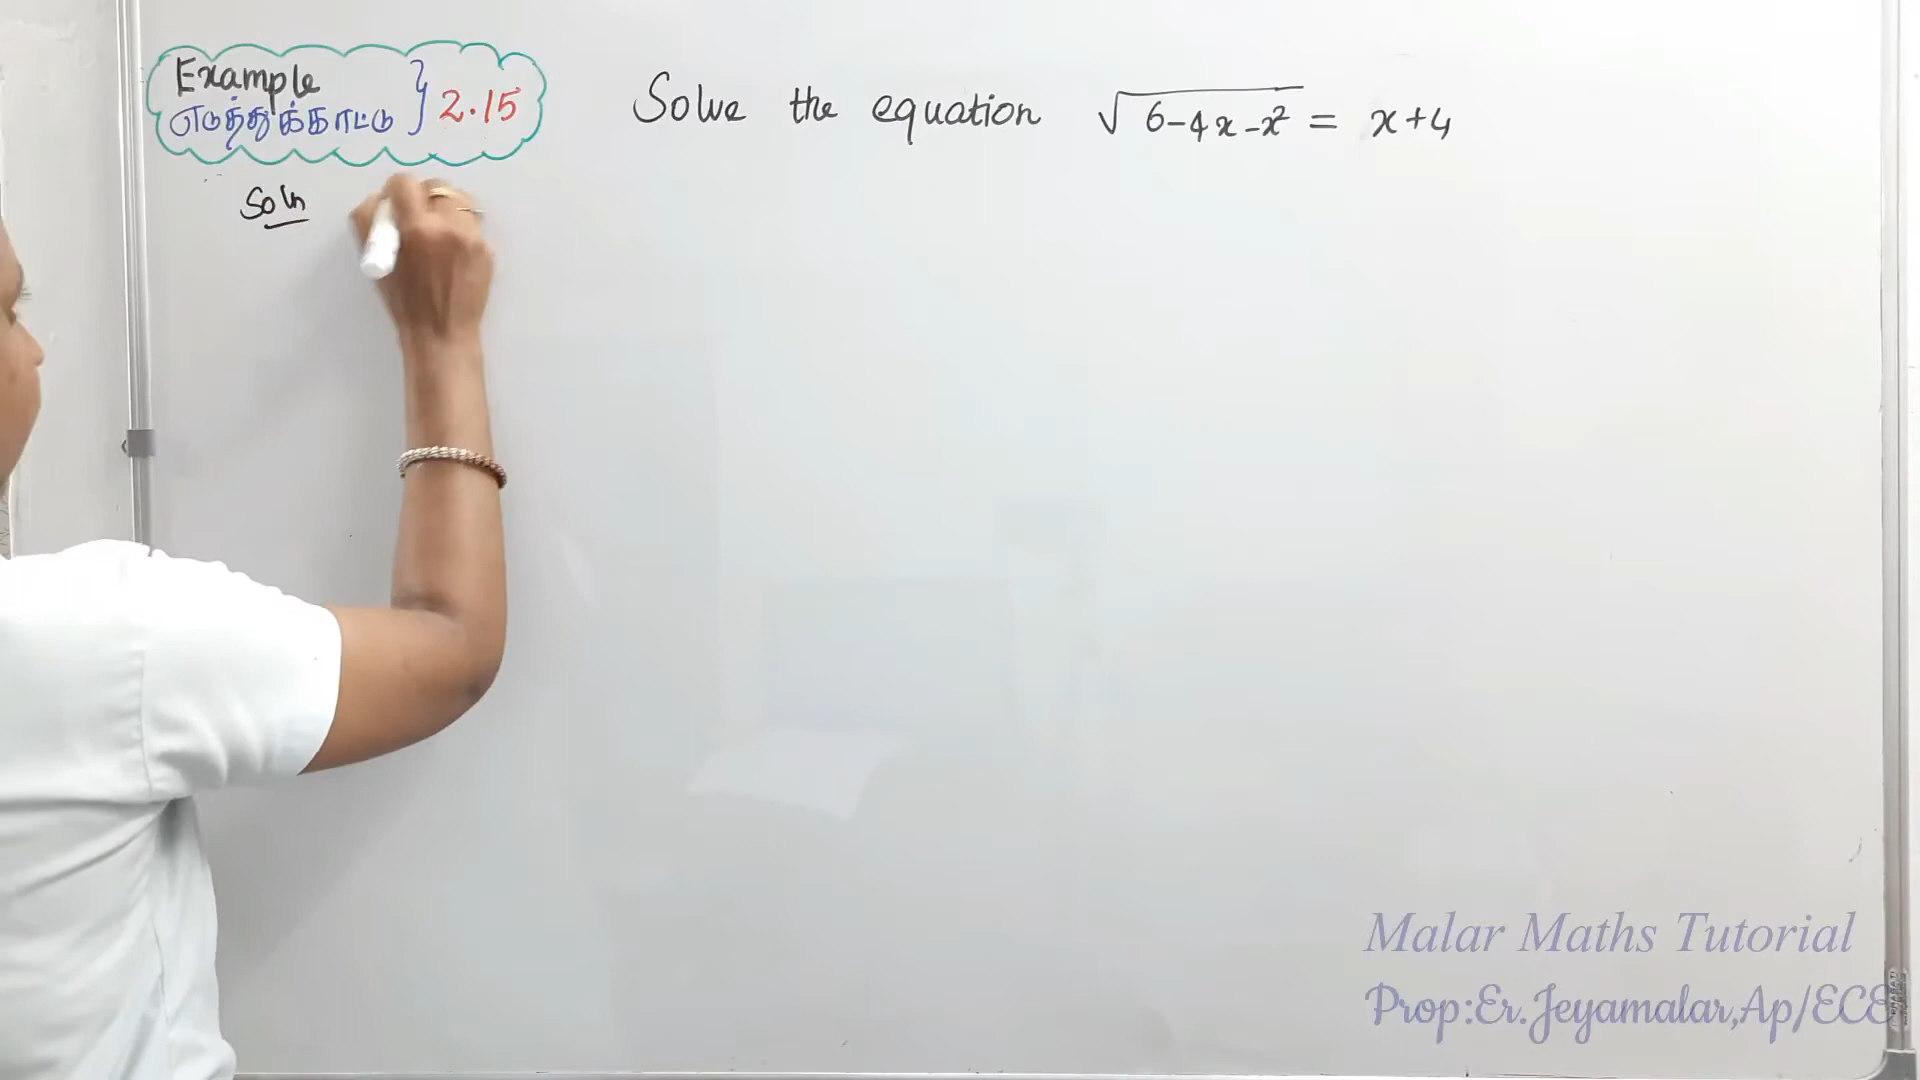 Example
எடுத்துக்காட்டு } 2.15
Solve the equation √6-4x-x² = x+4
Soln
Malar Maths Tutorial
Prop:Er.Jeyamalar,Ap/ECE